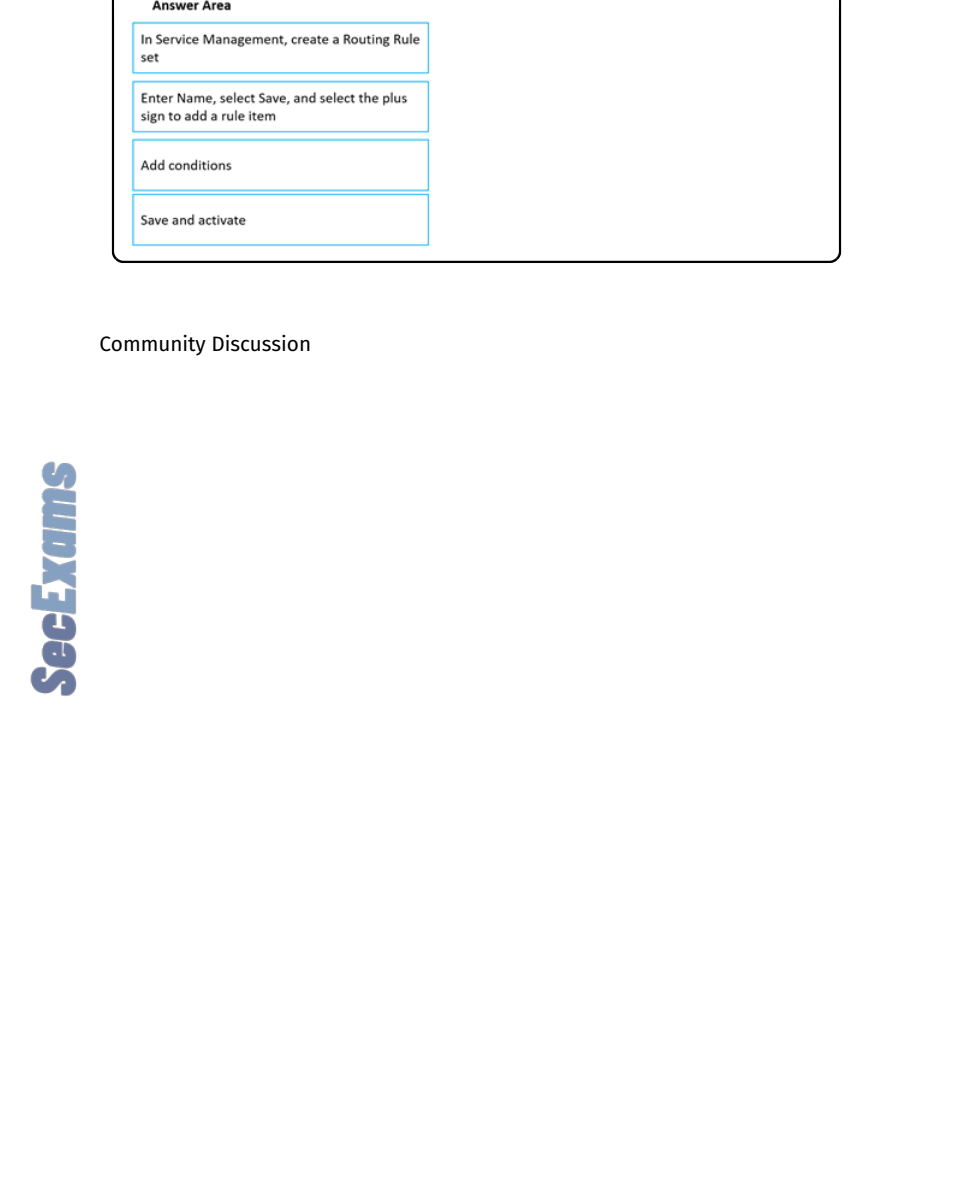 Answer Area
In Service Management, create a Routing Rule
set
Enter Name, select Save, and select the plus
sign to add a rule item
Add conditions
Save and activate
Community Discussion
SecExams